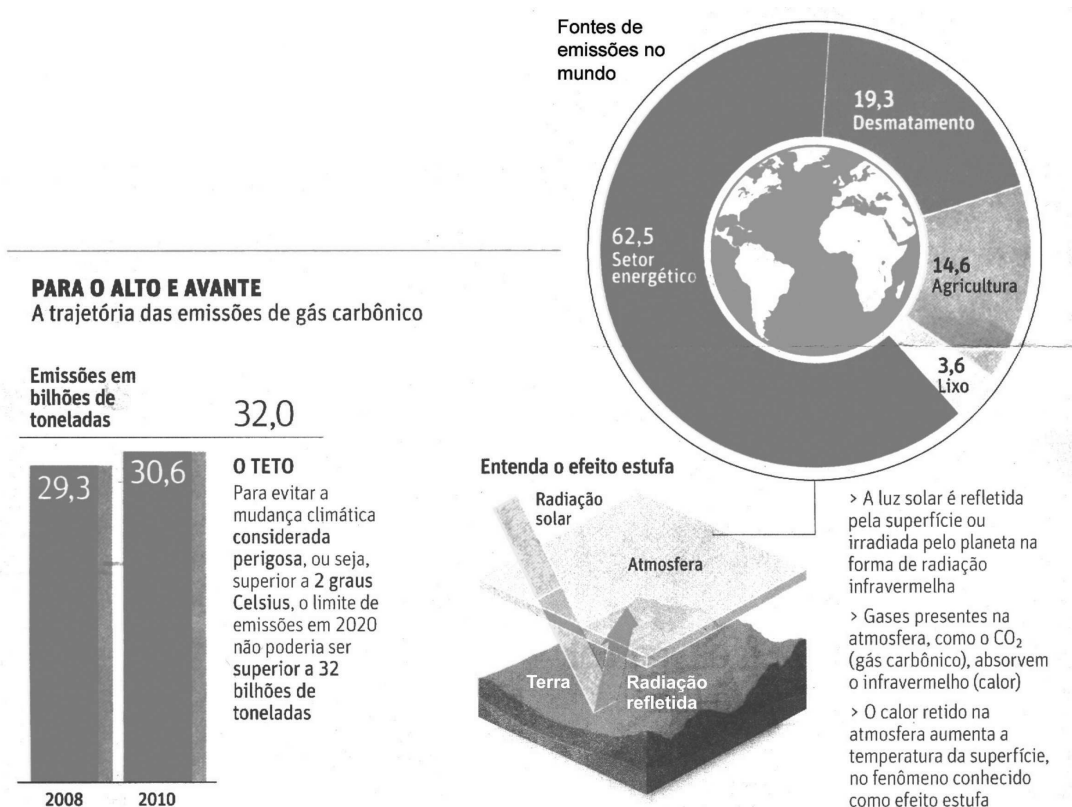 Fontes de
emissões no
mundo
19,3
Desmatamento
62,5
Setor
energético
14,6
Agricultura
3,6
Lixo
PARA O ALTO E AVANTE
A trajetória das emissões de gás carbônico
Emissões em
bilhões de
toneladas
32,0
29,3
30,6
2008
2010
O TETO
Para evitar a
mudança climática
considerada
perigosa, ou seja,
superior a 2 graus
Celsius, o limite de
emissões em 2020
não poderia ser
superior a 32
bilhões de
toneladas
Entenda o efeito estufa
Radiação
solar
Atmosfera
Terra
Radiação
refletida
> A luz solar é refletida
pela superfície ou
irradiada pelo planeta na
forma de radiação
infravermelha
> Gases presentes na
atmosfera, como o CO₂
(gás carbônico), absorvem
o infravermelho (calor)
> O calor retido na
atmosfera aumenta a
temperatura da superfície,
no fenômeno conhecido
como efeito estufa